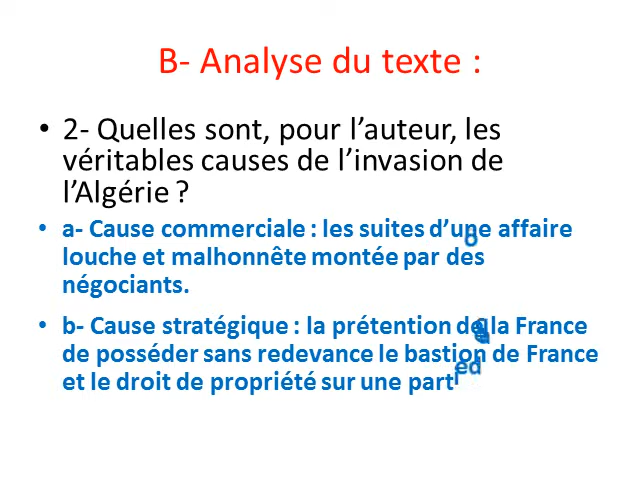 B- Analyse du texte :
• 2- Quelles sont, pour l’auteur, les
véritables causes de l’invasion de
l’Algérie ?
• a- Cause commerciale : les suites d’une affaire
louche et malhonnête montée par des
négociants.
• b- Cause stratégique : la prétention de la France
de posséder sans redevance le bastion de France
et le droit de propriété sur une part